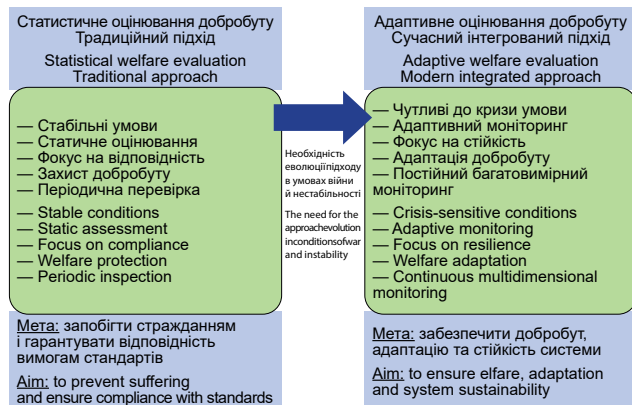 Статистичне оцінювання добробуту
Традиційний підхід
Statistical welfare evaluation
Traditional approach
— Стабільні умови
— Статичне оцінювання
— Фокус на відповідність
— Захист добробуту
— Періодична перевірка
— Stable conditions
— Static assessment
— Focus on compliance
— Welfare protection
— Periodic inspection
Мета: запобігти стражданням
і гарантувати відповідність
вимогам стандартів
Aim: to prevent suffering
and ensure compliance with standards
Необхідність
еволюціїпідходу
в умовах війни
й нестабільності
The need for the
approachevolution
inconditionsofwar
and instability
Адаптивне оцінювання добробуту
Сучасний інтегрований підхід
Adaptive welfare evaluation
Modern integrated approach
— Чутливі до кризи умови
— Адаптивний моніторинг
— Фокус на стійкість
— Адаптація добробуту
— Постійний багатовимірний
моніторинг
— Crisis-sensitive conditions
— Adaptive monitoring
— Focus on resilience
— Welfare adaptation
— Continuous multidimensional
monitoring
Мета: забезпечити добробут,
адаптацію та стійкість системи
Aim: to ensure elfare, adaptation
and system sustainability